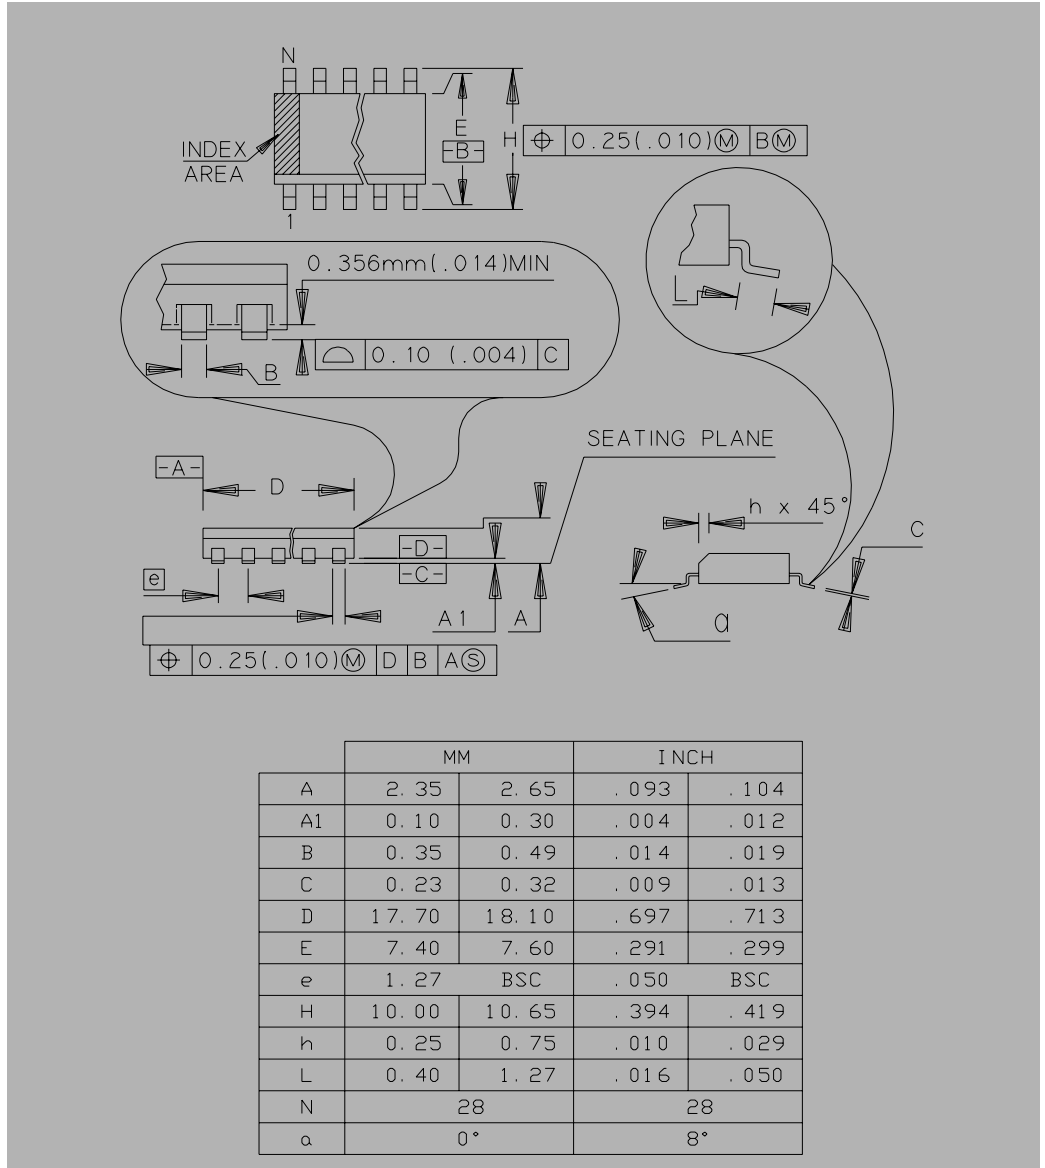 N
E
-B-
H
⌖ 0.25(.010)Ⓜ BⓂ
INDEX
AREA
1
0.356mm(.014)MIN
L
⌓ 0.10 (.004) C
B
SEATING PLANE
-A-
D
h x 45°
-D-
-C-
C
e
A1
A
α
⌖ 0.25(.010)Ⓜ D B AⓈ
MM INCH
A 2.35 2.65 .093 .104
A1 0.10 0.30 .004 .012
B 0.35 0.49 .014 .019
C 0.23 0.32 .009 .013
D 17.70 18.10 .697 .713
E 7.40 7.60 .291 .299
e 1.27 BSC .050 BSC
H 10.00 10.65 .394 .419
h 0.25 0.75 .010 .029
L 0.40 1.27 .016 .050
N 28 28
α 0° 8°